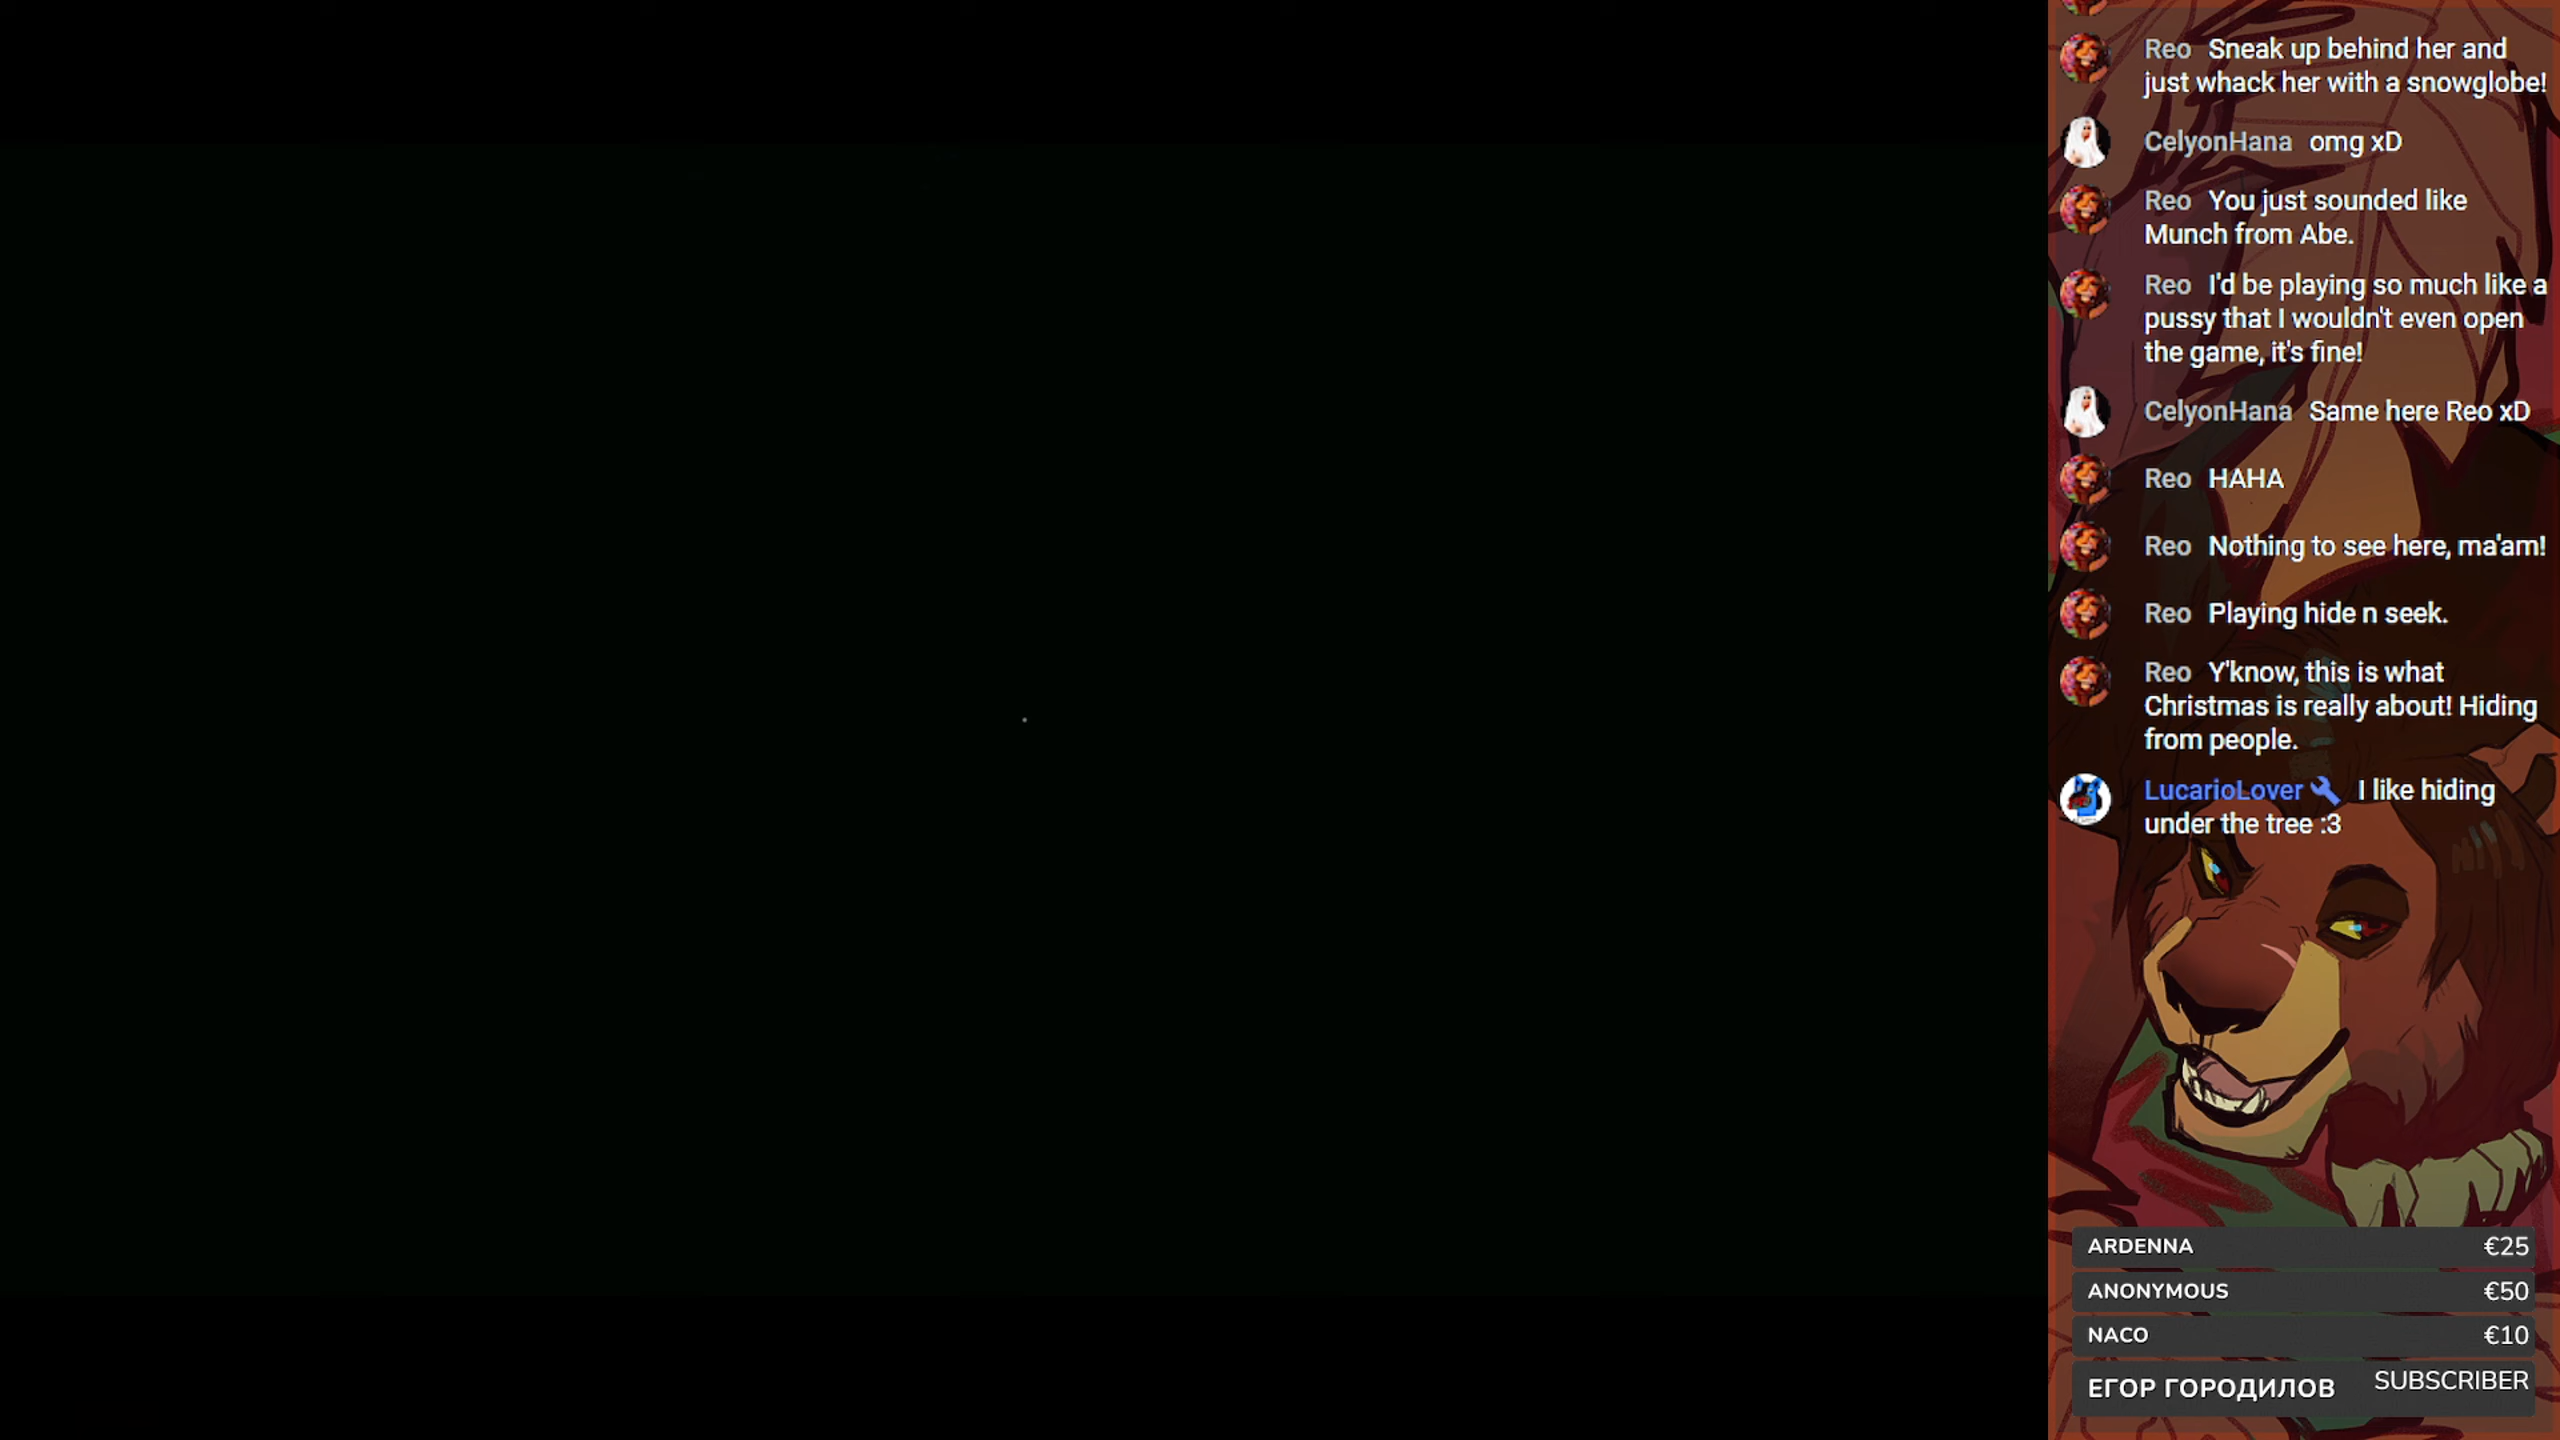 Reo Sneak up behind her and
just whack her with a snowglobe!
CelyonHana omg xD
Reo You just sounded like
Munch from Abe.
Reo I'd be playing so much like a
pussy that I wouldn't even open
the game, it's fine!
CelyonHana Same here Reo xD
Reo HAHA
Reo Nothing to see here, ma'am!
Reo Playing hide n seek.
Reo Y'know, this is what
Christmas is really about! Hiding
from people.
LucarioLover I like hiding
under the tree :3
ARDENNA €25
ANONYMOUS €50
NACO €10
ЕГОР ГОРОДИЛОВ SUBSCRIBER